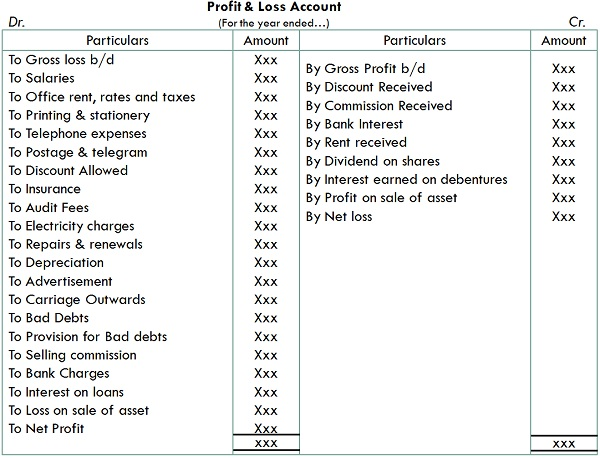 Profit & Loss Account
Dr. (For the year ended...) Cr.
Particulars Amount Particulars Amount
To Gross loss b/d Xxx
To Salaries Xxx
To Office rent, rates and taxes Xxx
To Printing & stationery Xxx
To Telephone expenses Xxx
To Postage & telegram Xxx
To Discount Allowed Xxx
To Insurance Xxx
To Audit Fees Xxx
To Electricity charges Xxx
To Repairs & renewals Xxx
To Depreciation Xxx
To Advertisement Xxx
To Carriage Outwards Xxx
To Bad Debts Xxx
To Provision for Bad debts Xxx
To Selling commission Xxx
To Bank Charges Xxx
To Interest on loans Xxx
To Loss on sale of asset Xxx
To Net Profit Xxx
xxx
By Gross Profit b/d Xxx
By Discount Received Xxx
By Commission Received Xxx
By Bank Interest Xxx
By Rent received Xxx
By Dividend on shares Xxx
By Interest earned on debentures Xxx
By Profit on sale of asset Xxx
By Net loss Xxx
xxx